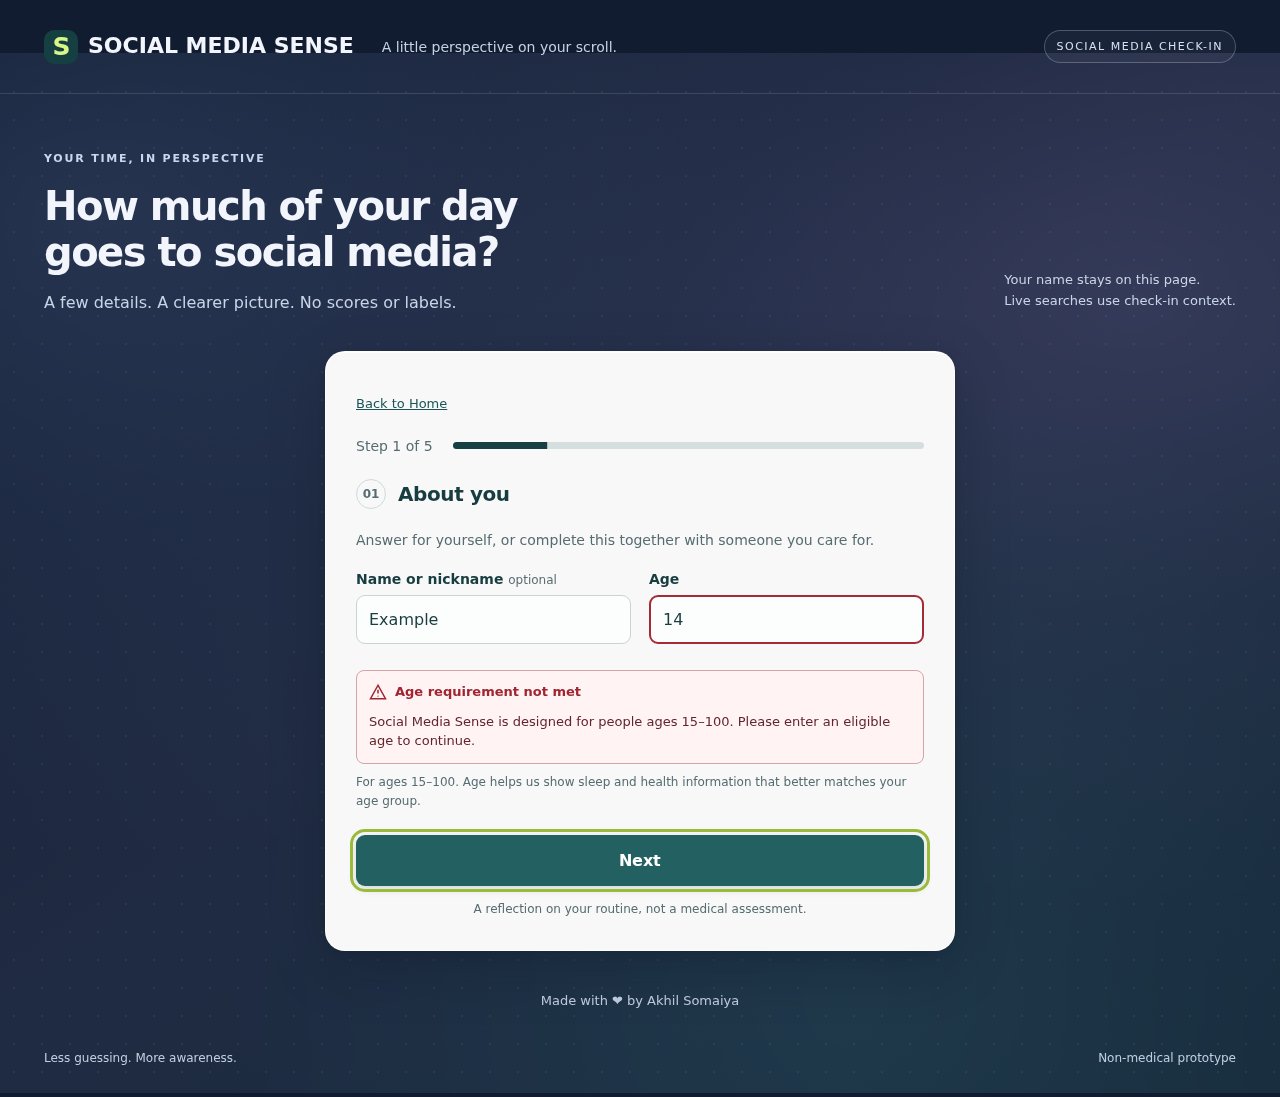 S SOCIAL MEDIA SENSE A little perspective on your scroll. SOCIAL MEDIA CHECK-IN
YOUR TIME, IN PERSPECTIVE
How much of your day
goes to social media?
A few details. A clearer picture. No scores or labels.
Your name stays on this page.
Live searches use check-in context.
Back to Home
Step 1 of 5
01 About you
Answer for yourself, or complete this together with someone you care for.
Name or nickname optional Age
Example 14
Age requirement not met
Social Media Sense is designed for people ages 15–100. Please enter an eligible
age to continue.
For ages 15–100. Age helps us show sleep and health information that better matches your
age group.
Next
A reflection on your routine, not a medical assessment.
Made with ❤ by Akhil Somaiya
Less guessing. More awareness. Non-medical prototype